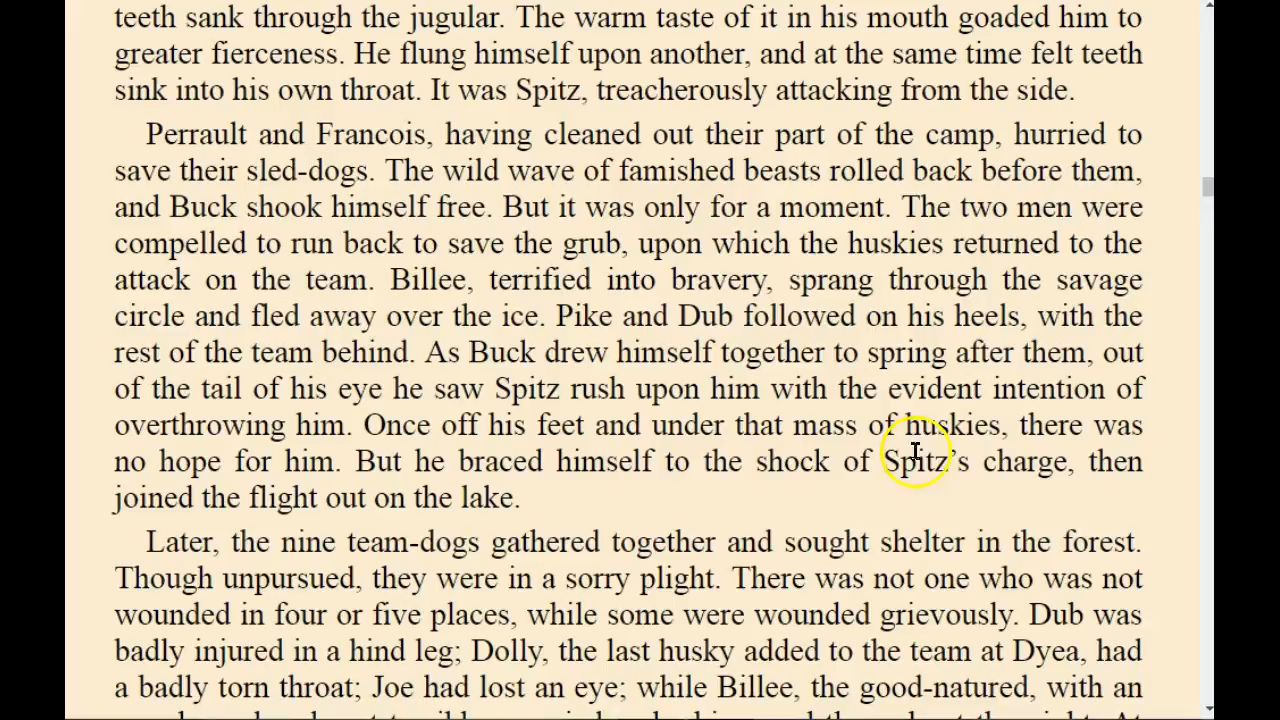 teeth sank through the jugular. The warm taste of it in his mouth goaded him to
greater fierceness. He flung himself upon another, and at the same time felt teeth
sink into his own throat. It was Spitz, treacherously attacking from the side.
Perrault and Francois, having cleaned out their part of the camp, hurried to
save their sled-dogs. The wild wave of famished beasts rolled back before them,
and Buck shook himself free. But it was only for a moment. The two men were
compelled to run back to save the grub, upon which the huskies returned to the
attack on the team. Billee, terrified into bravery, sprang through the savage
circle and fled away over the ice. Pike and Dub followed on his heels, with the
rest of the team behind. As Buck drew himself together to spring after them, out
of the tail of his eye he saw Spitz rush upon him with the evident intention of
overthrowing him. Once off his feet and under that mass of huskies, there was
no hope for him. But he braced himself to the shock of Spitz’s charge, then
joined the flight out on the lake.
Later, the nine team-dogs gathered together and sought shelter in the forest.
Though unpursued, they were in a sorry plight. There was not one who was not
wounded in four or five places, while some were wounded grievously. Dub was
badly injured in a hind leg; Dolly, the last husky added to the team at Dyea, had
a badly torn throat; Joe had lost an eye; while Billee, the good-natured, with an